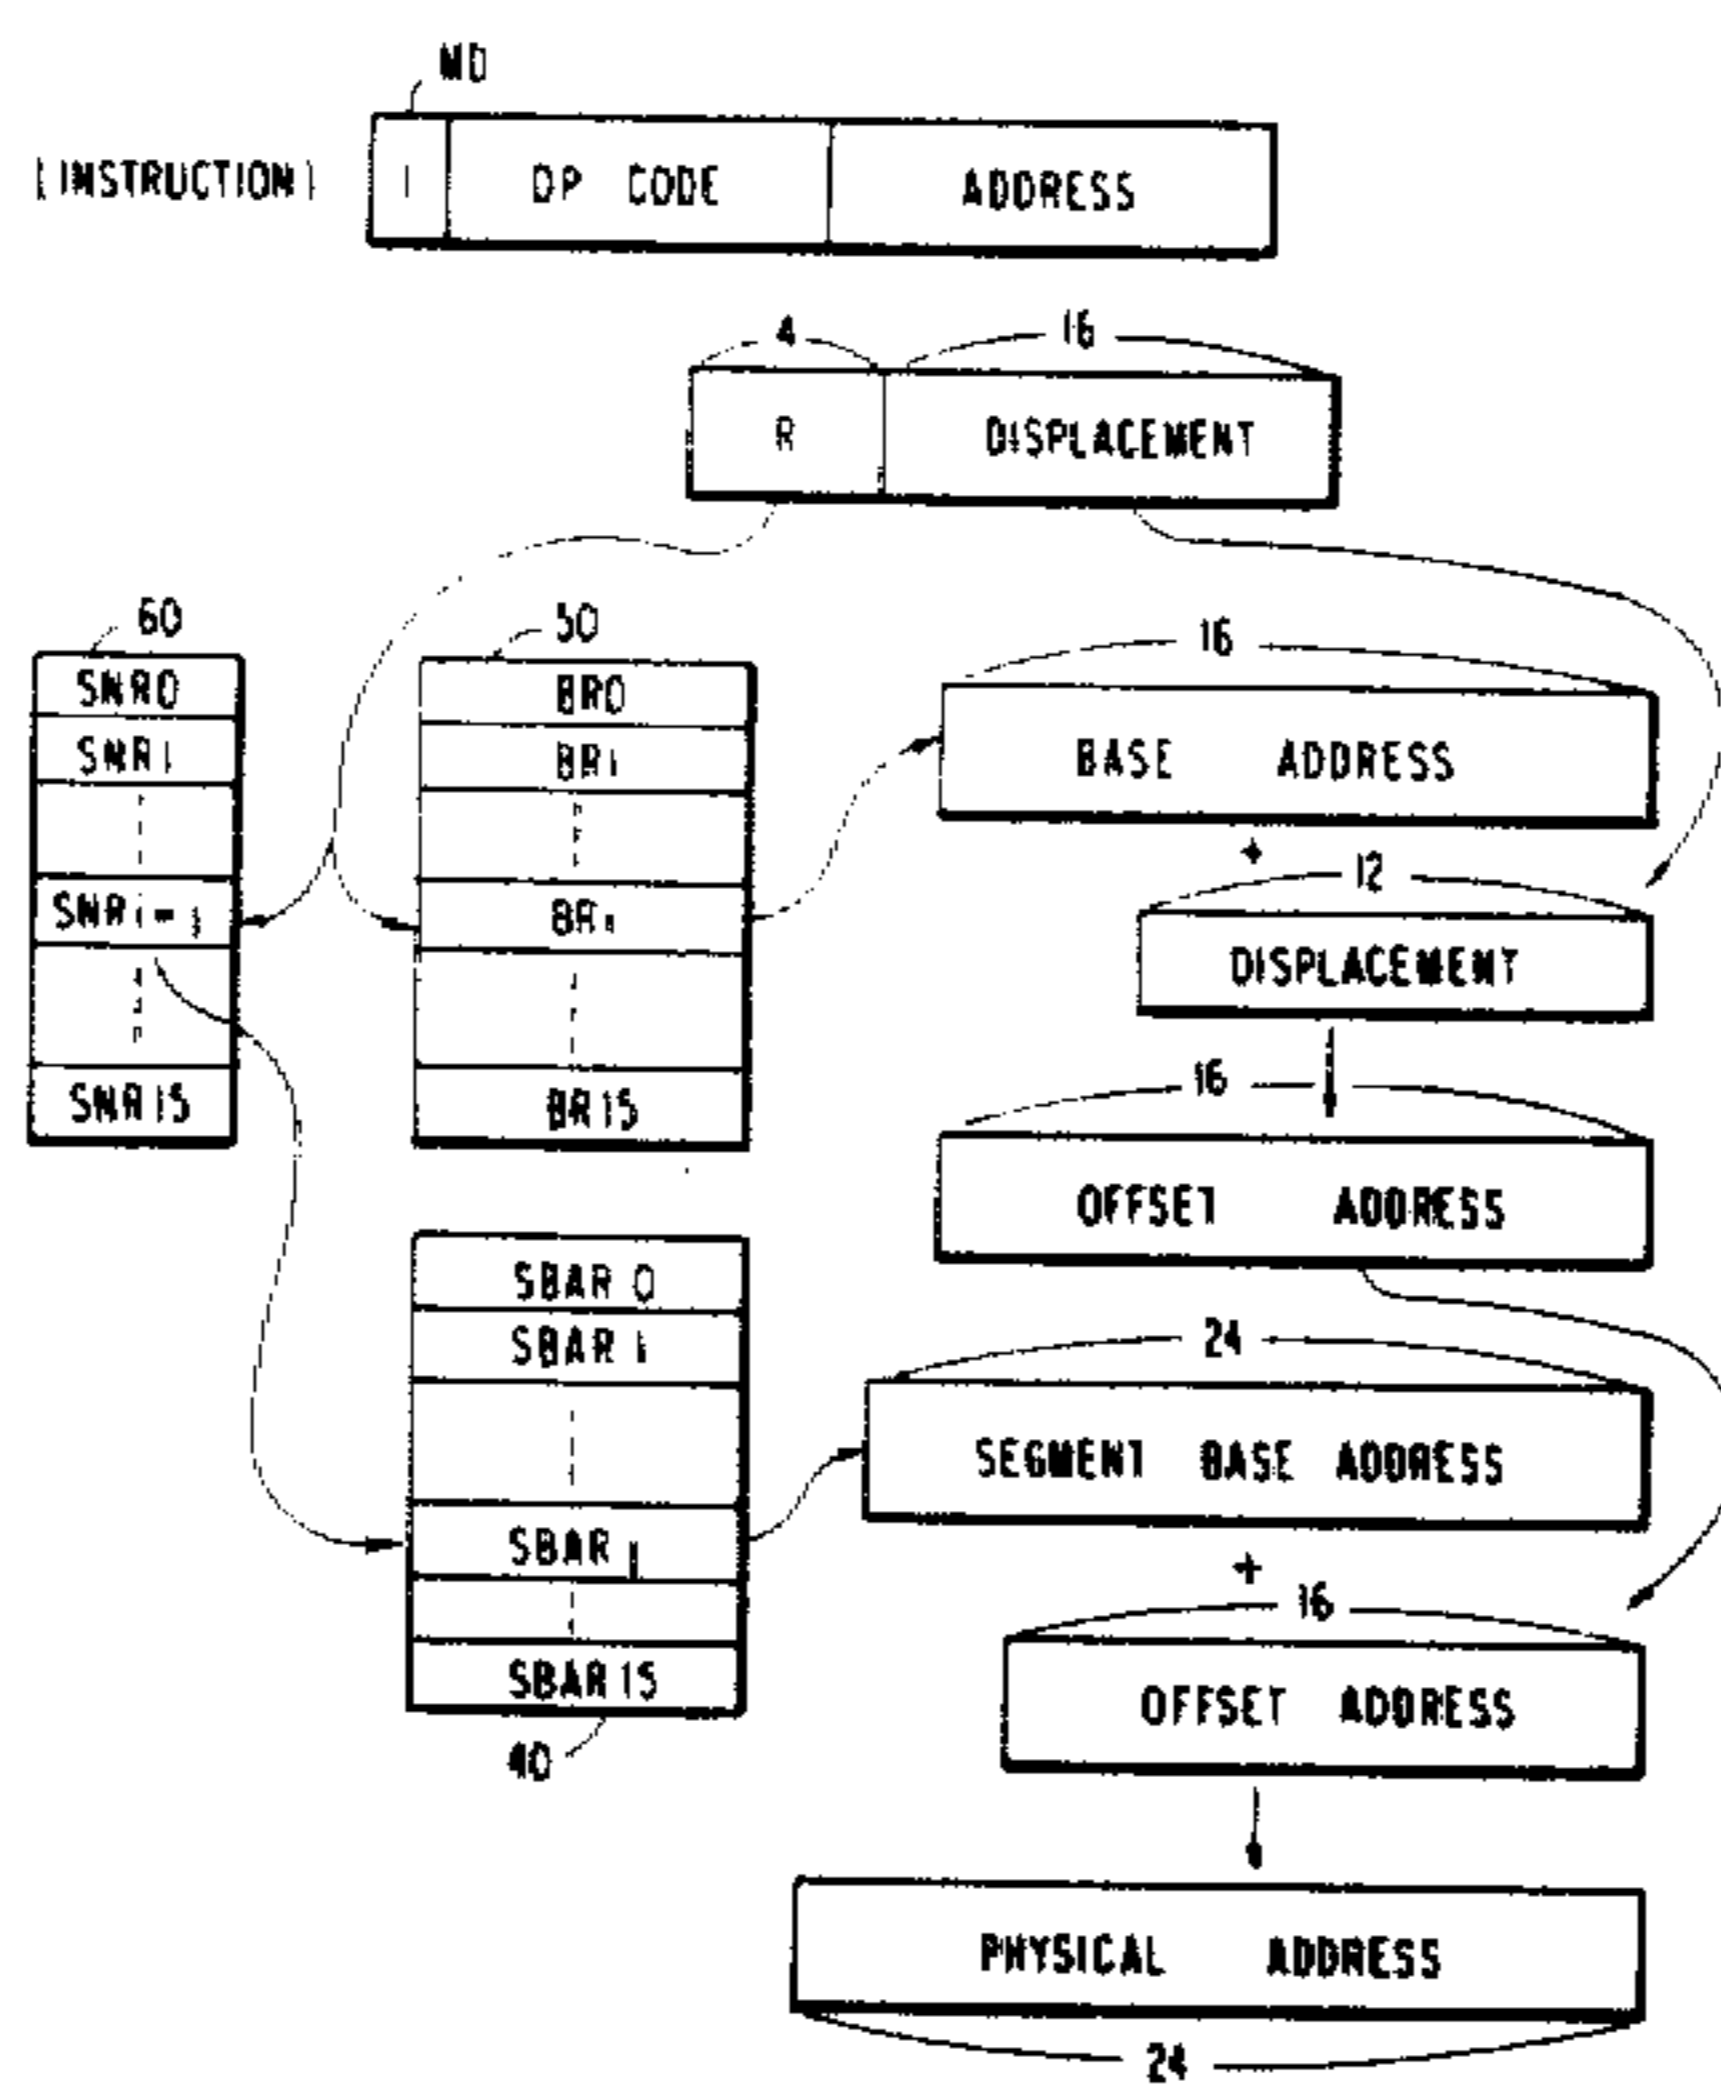 MD
(INSTRUCTION) 1 OP CODE ADDRESS
4 16
R DISPLACEMENT
60 50 16
SNR0 BR0
SNR1 BR1 BASE ADDRESS
+
12
SNRi=j BRi DISPLACEMENT
16
SNR15 BR15
OFFSET ADDRESS
SBAR 0
SBAR 1 24
SEGMENT BASE ADDRESS
SBAR j +
16
SBAR 15 OFFSET ADDRESS
40
PHYSICAL ADDRESS
24